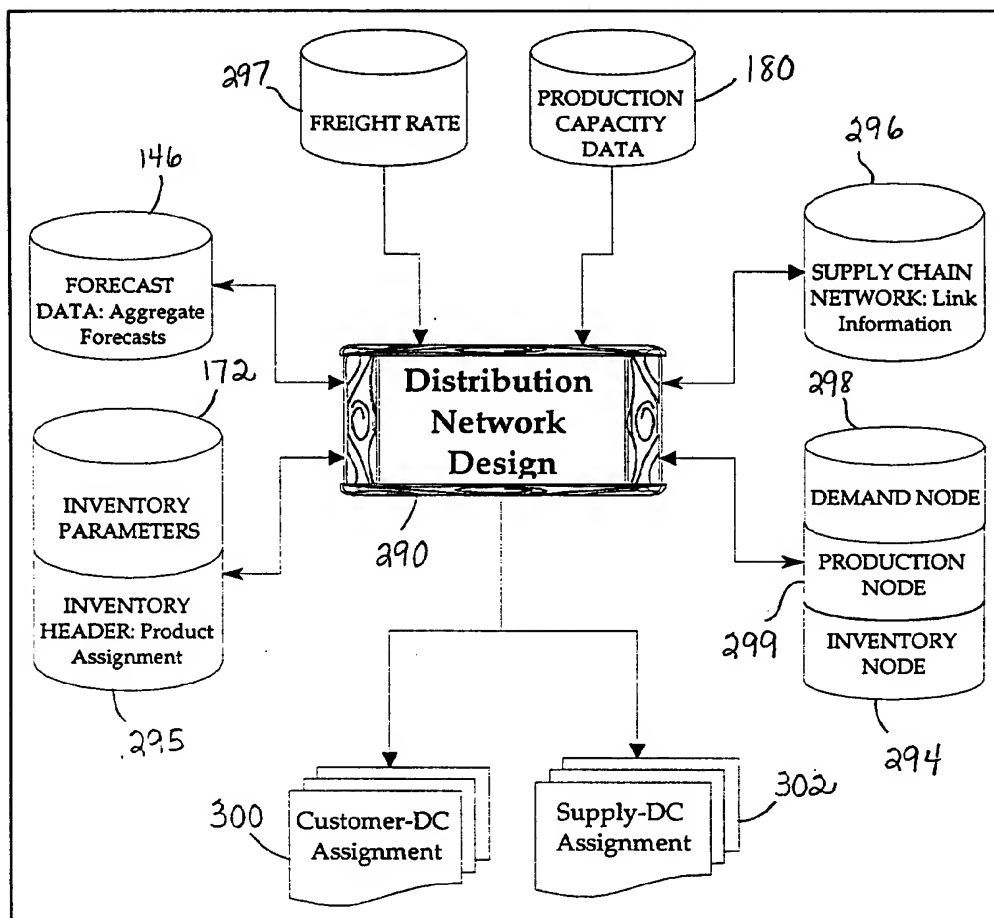 297
FREIGHT RATE
PRODUCTION
CAPACITY
DATA
180
146
FORECAST
DATA: Aggregate
Forecasts
296
SUPPLY CHAIN
NETWORK: Link
Information
172
INVENTORY
PARAMETERS
INVENTORY
HEADER: Product
Assignment
295
Distribution
Network
Design
290
298
DEMAND NODE
PRODUCTION
NODE
299
INVENTORY
NODE
294
300
Customer-DC
Assignment
Supply-DC
Assignment
302